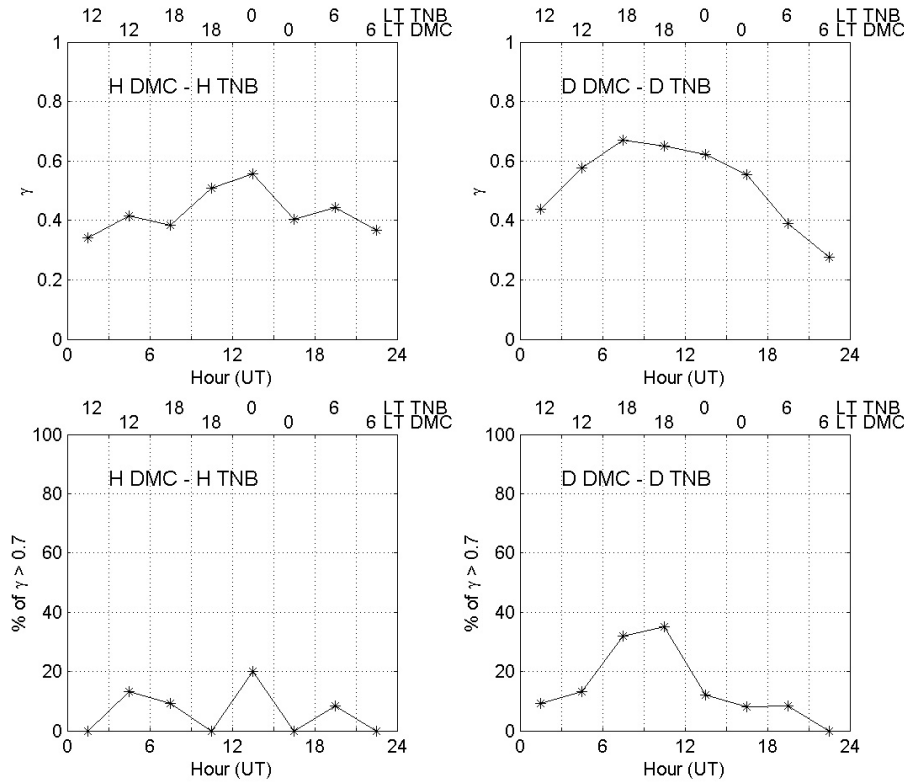 12 18 0 6 LT TNB
12 18 0 6 LT DMC
1
H DMC - H TNB
0.8
0.6
γ
0.4
0.2
0
0 6 12 18 24
Hour (UT)
12 18 0 6 LT TNB
12 18 0 6 LT DMC
1
D DMC - D TNB
0.8
0.6
γ
0.4
0.2
0
0 6 12 18 24
Hour (UT)
12 18 0 6 LT TNB
12 18 0 6 LT DMC
100
H DMC - H TNB
80
60
% of γ > 0.7
40
20
0
0 6 12 18 24
Hour (UT)
12 18 0 6 LT TNB
12 18 0 6 LT DMC
100
D DMC - D TNB
80
60
% of γ > 0.7
40
20
0
0 6 12 18 24
Hour (UT)